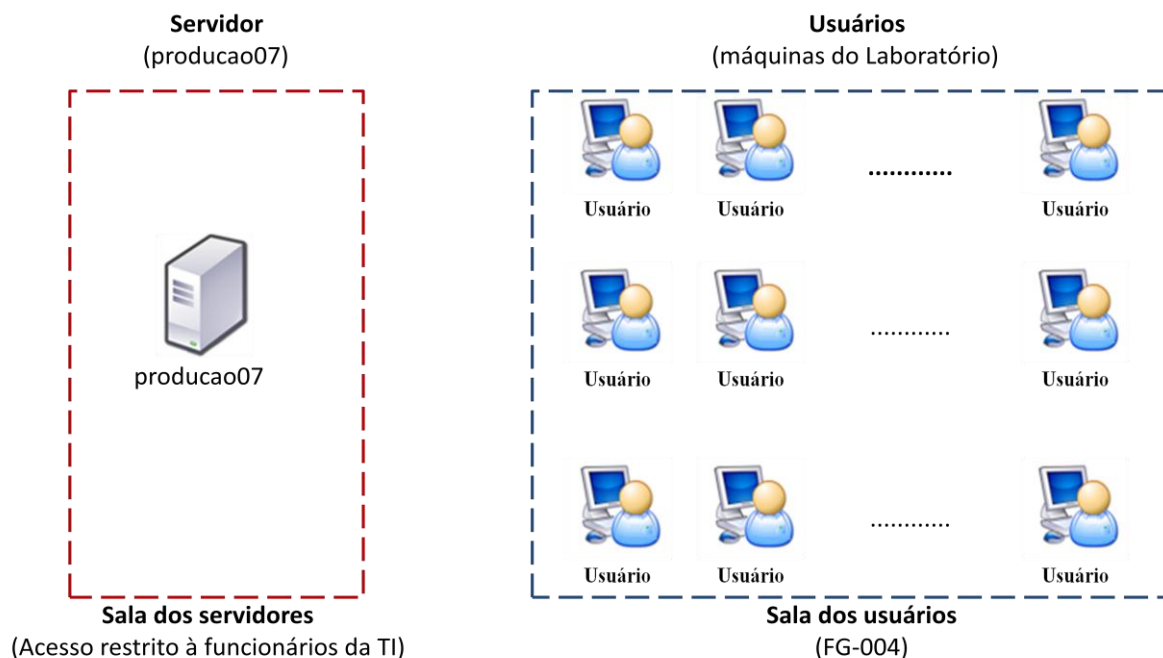 Servidor
(producao07)
Usuários
(máquinas do Laboratório)
producao07
Usuário
Usuário
............
Usuário
Usuário
Usuário
............
Usuário
Usuário
Usuário
............
Usuário
Sala dos servidores
(Acesso restrito à funcionários da TI)
Sala dos usuários
(FG-004)